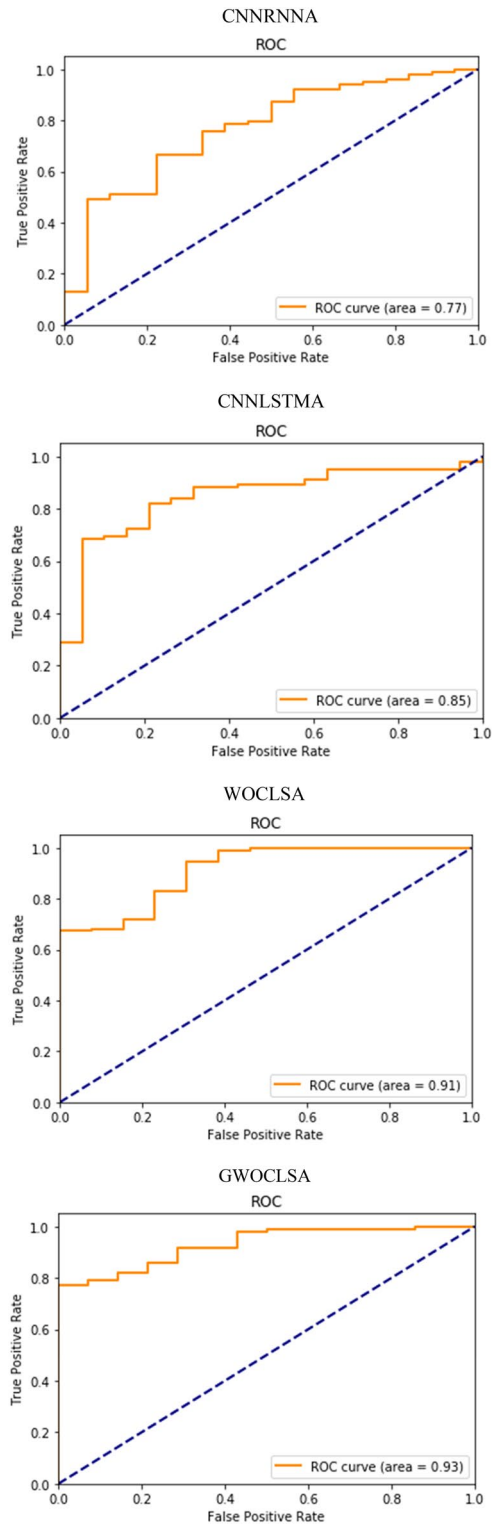 CNNRNNA
ROC
1.0
0.8
0.6
0.4
0.2
0.0
True Positive Rate
ROC curve (area = 0.77)
0.0 0.2 0.4 0.6 0.8 1.0
False Positive Rate
CNNLSTMA
ROC
1.0
0.8
0.6
0.4
0.2
0.0
True Positive Rate
ROC curve (area = 0.85)
0.0 0.2 0.4 0.6 0.8 1.0
False Positive Rate
WOCLSA
ROC
1.0
0.8
0.6
0.4
0.2
0.0
True Positive Rate
ROC curve (area = 0.91)
0.0 0.2 0.4 0.6 0.8 1.0
False Positive Rate
GWOCLSA
ROC
1.0
0.8
0.6
0.4
0.2
0.0
True Positive Rate
ROC curve (area = 0.93)
0.0 0.2 0.4 0.6 0.8 1.0
False Positive Rate